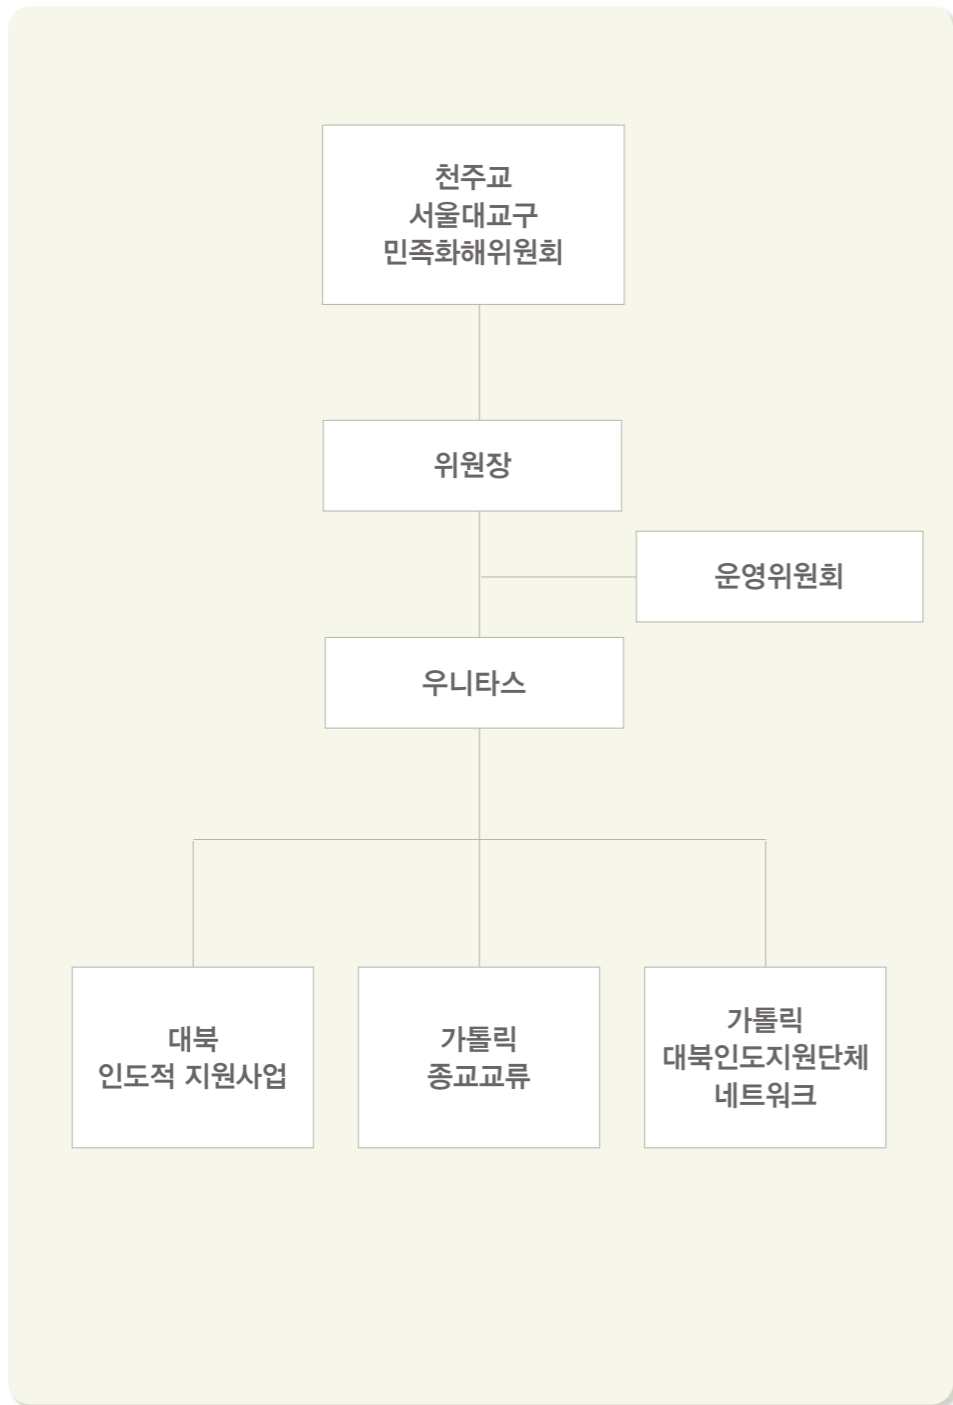 천주교
서울대교구
민족화해위원회
위원장
운영위원회
우니타스
대북
인도적 지원사업
가톨릭
종교교류
가톨릭
대북인도지원단체
네트워크